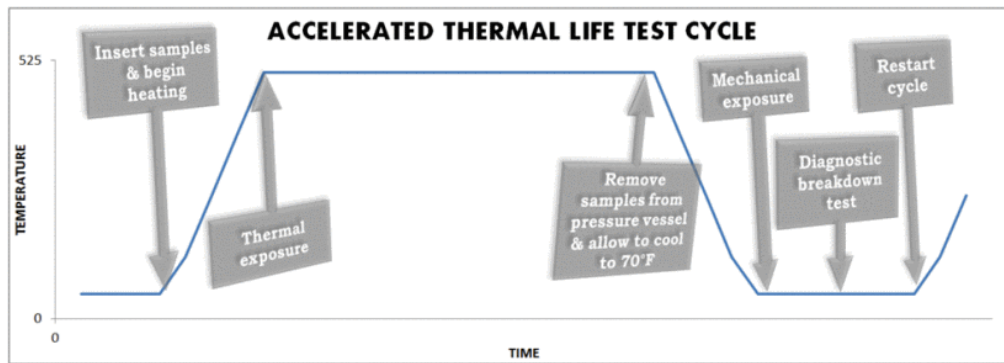 ACCELERATED THERMAL LIFE TEST CYCLE
525
Insert samples
& begin
heating
Mechanical
exposure
Restart
cycle
TEMPERATURE
Thermal
exposure
Remove
samples from
pressure vessel
& allow to cool
to 70°F
Diagnostic
breakdown
test
0
0
TIME